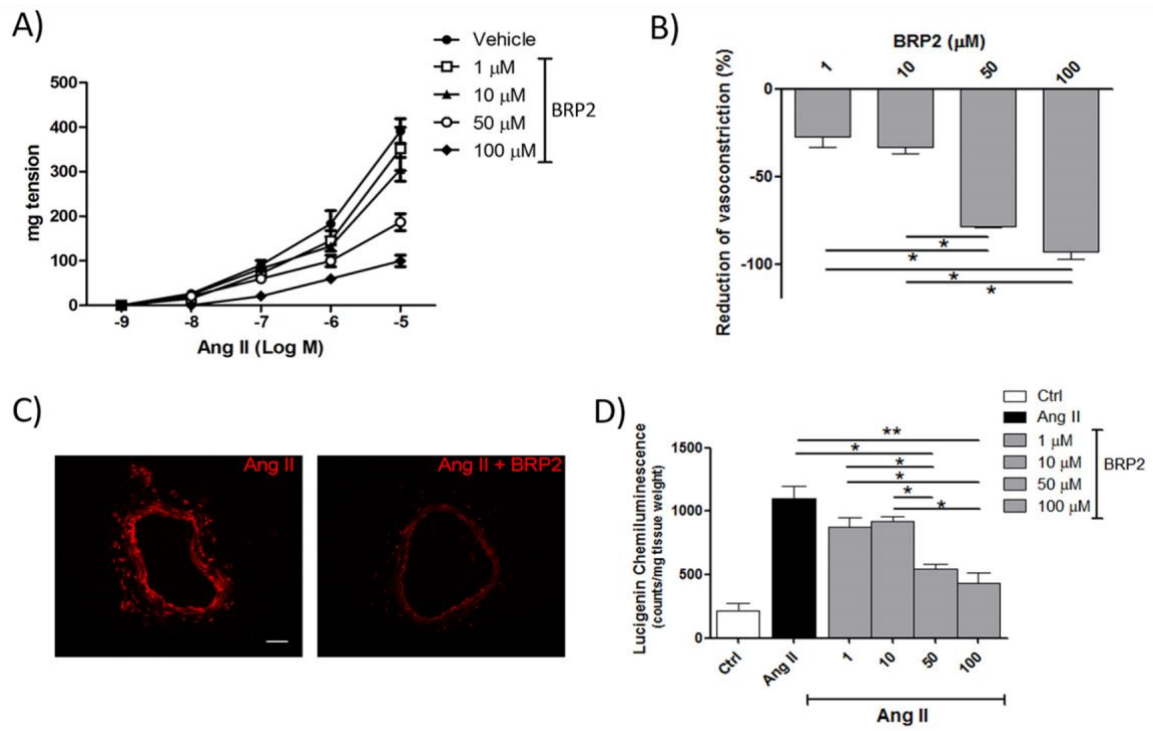 A)
Vehicle
1 μM
10 μM
50 μM
100 μM
BRP2
500
400
300
200
100
0
mg tension
-9 -8 -7 -6 -5
Ang II (Log M)
B)
BRP2 (μM)
1 10 50 100
0
-50
-100
Reduction of vasoconstriction (%)
*
*
*
*
C)
Ang II
Ang II + BRP2
D)
Ctrl
Ang II
1 μM
10 μM
50 μM
100 μM
BRP2
1500
1000
500
0
Lucigenin Chemiluminescence
(counts/mg tissue weight)
**
*
*
*
*
*
Ctrl Ang II 1 10 50 100
Ang II